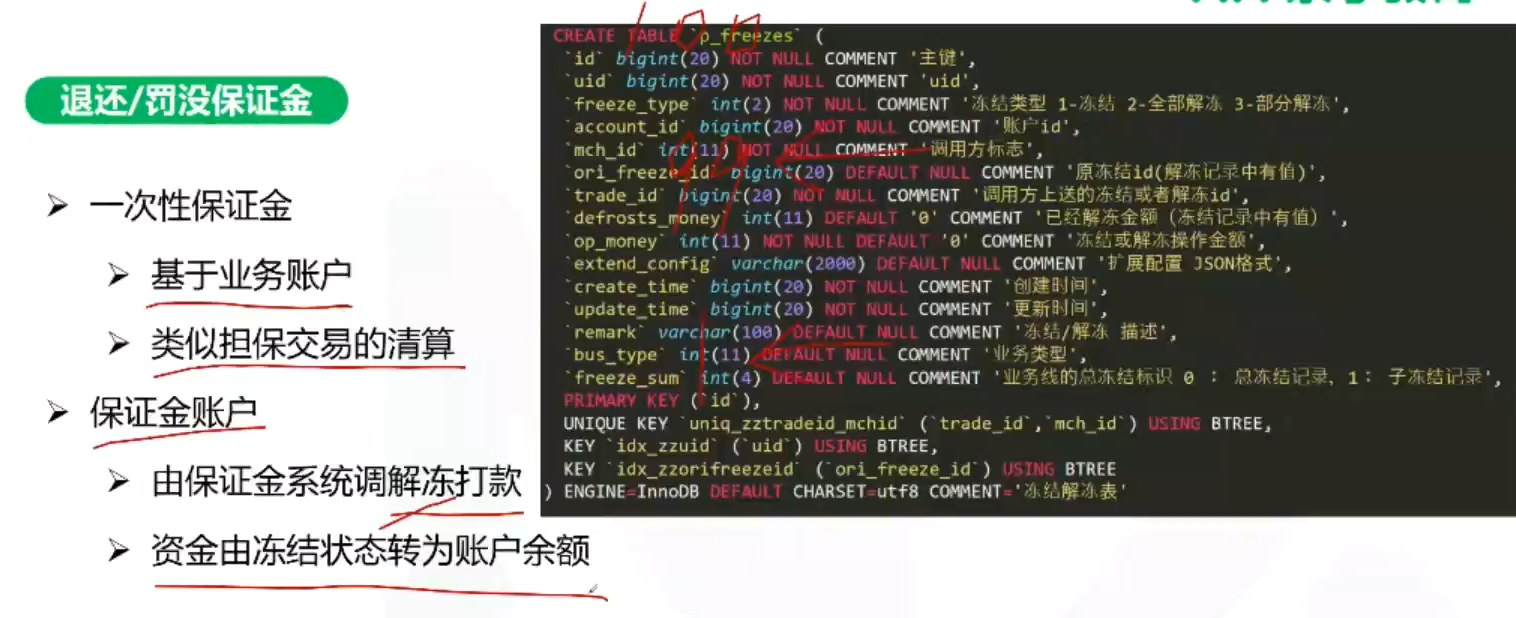 退还/罚没保证金
➢ 一次性保证金
➢ 基于业务账户
➢ 类似担保交易的清算
➢ 保证金账户
➢ 由保证金系统调解冻打款
➢ 资金由冻结状态转为账户余额
100
99
1
CREATE TABLE `p_freezes` (
`id` bigint(20) NOT NULL COMMENT '主键',
`uid` bigint(20) NOT NULL COMMENT 'uid',
`freeze_type` int(2) NOT NULL COMMENT '冻结类型 1-冻结 2-全部解冻 3-部分解冻',
`account_id` bigint(20) NOT NULL COMMENT '账户id',
`mch_id` int(11) NOT NULL COMMENT '调用方标志',
`ori_freeze_id` bigint(20) DEFAULT NULL COMMENT '原冻结id(解冻记录中有值)',
`trade_id` bigint(20) NOT NULL COMMENT '调用方上送的冻结或者解冻id',
`defrosts_money` int(11) DEFAULT '0' COMMENT '已经解冻金额（冻结记录中有值）',
`op_money` int(11) NOT NULL DEFAULT '0' COMMENT '冻结或解冻操作金额',
`extend_config` varchar(2000) DEFAULT NULL COMMENT '扩展配置 JSON格式',
`create_time` bigint(20) NOT NULL COMMENT '创建时间',
`update_time` bigint(20) NOT NULL COMMENT '更新时间',
`remark` varchar(100) DEFAULT NULL COMMENT '冻结/解冻 描述',
`bus_type` int(11) DEFAULT NULL COMMENT '业务类型',
`freeze_sum` int(4) DEFAULT NULL COMMENT '业务线的总冻结标识 0 ： 总冻结记录、1： 子冻结记录',
PRIMARY KEY (`id`),
UNIQUE KEY `uniq_zztradeid_mchid` (`trade_id`,`mch_id`) USING BTREE,
KEY `idx_zzuid` (`uid`) USING BTREE,
KEY `idx_zzorifreezeid` (`ori_freeze_id`) USING BTREE
) ENGINE=InnoDB DEFAULT CHARSET=utf8 COMMENT='冻结解冻表'